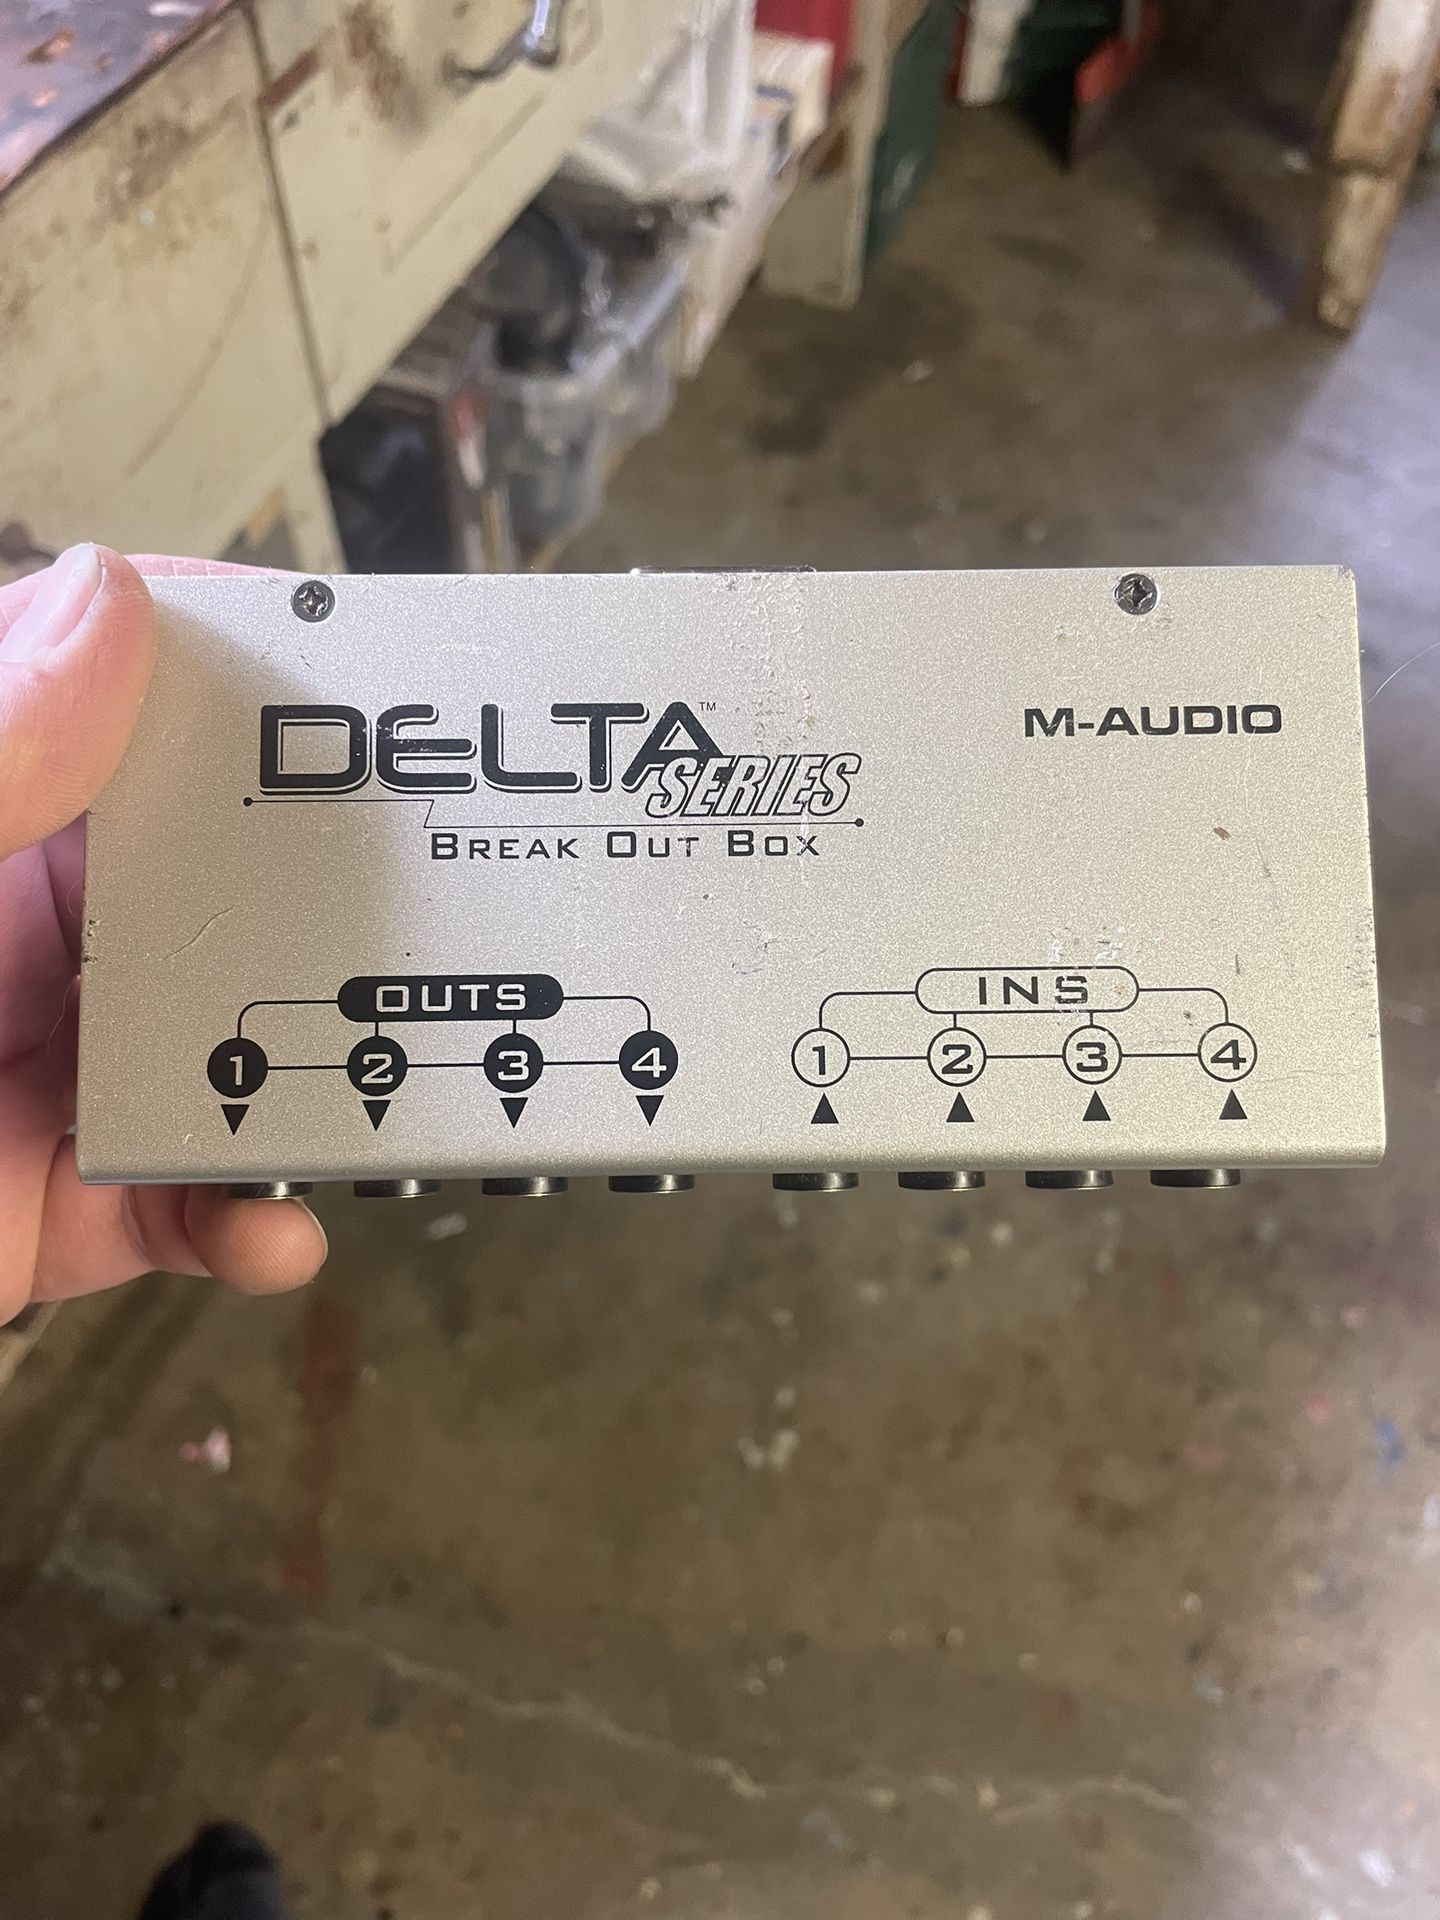 DELTA™
SERIES
BREAK OUT BOX
M-AUDIO
OUTS
1 2 3 4
INS
1 2 3 4